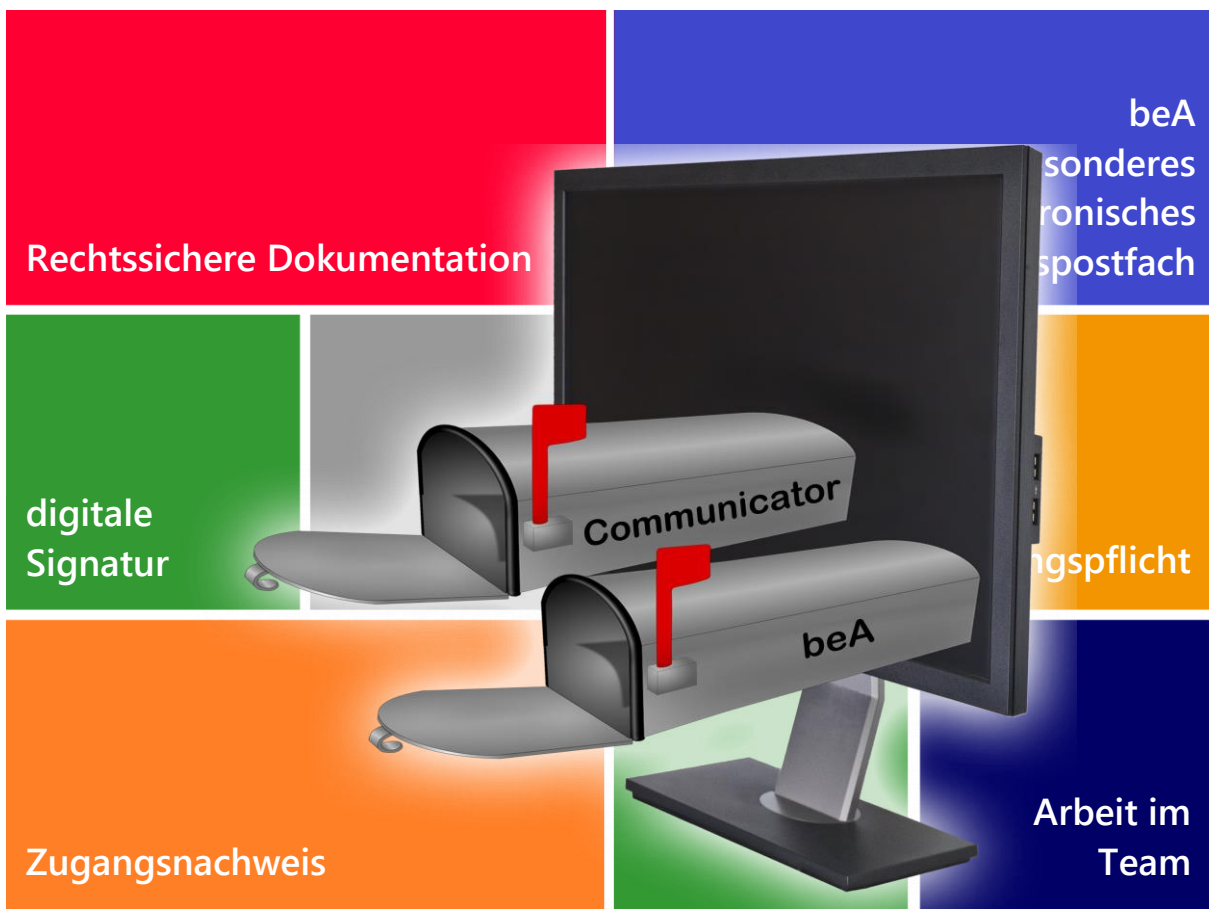 beA
sonderes
ronisches
Rechtssichere Dokumentation
spostfach
Communicator
digitale
Signatur
ngspflicht
beA
Arbeit im
Team
Zugangsnachweis